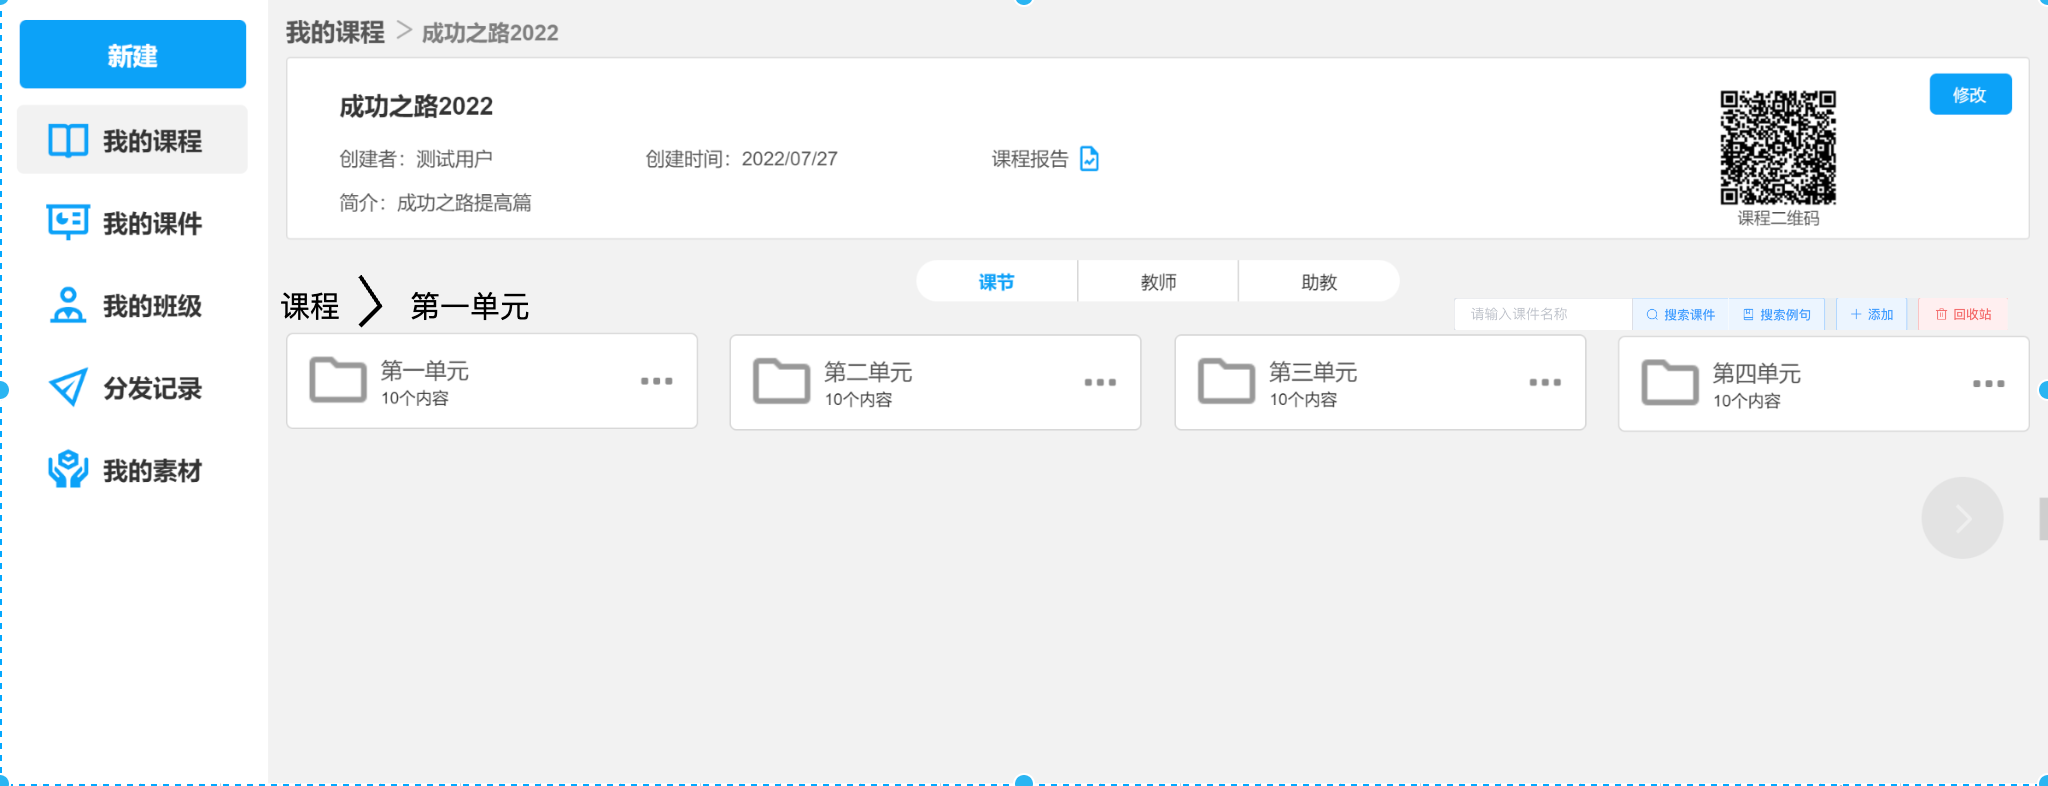 新建
我的课程
我的课件
我的班级
分发记录
我的素材
我的课程 > 成功之路2022
成功之路2022
创建者：测试用户
创建时间：2022/07/27
课程报告
简介：成功之路提高篇
课程二维码
修改
课节
教师
助教
课程 > 第一单元
请输入课件名称
搜索课件
搜索例句
+ 添加
回收站
第一单元
10个内容
第二单元
10个内容
第三单元
10个内容
第四单元
10个内容